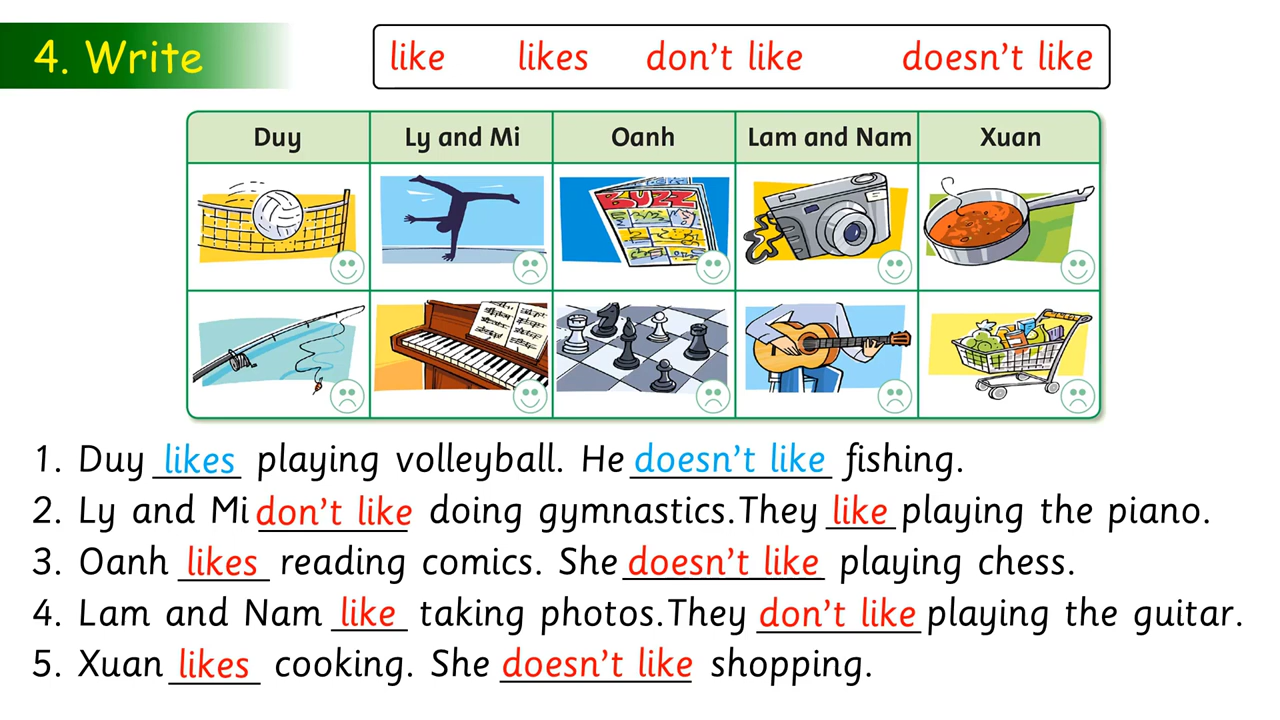 4. Write
like likes don't like doesn't like
Duy Ly and Mi Oanh Lam and Nam Xuan
BUZZ
1. Duy likes playing volleyball. He doesn't like fishing.
2. Ly and Mi don't like doing gymnastics.They like playing the piano.
3. Oanh likes reading comics. She doesn't like playing chess.
4. Lam and Nam like taking photos.They don't like playing the guitar.
5. Xuan likes cooking. She doesn't like shopping.